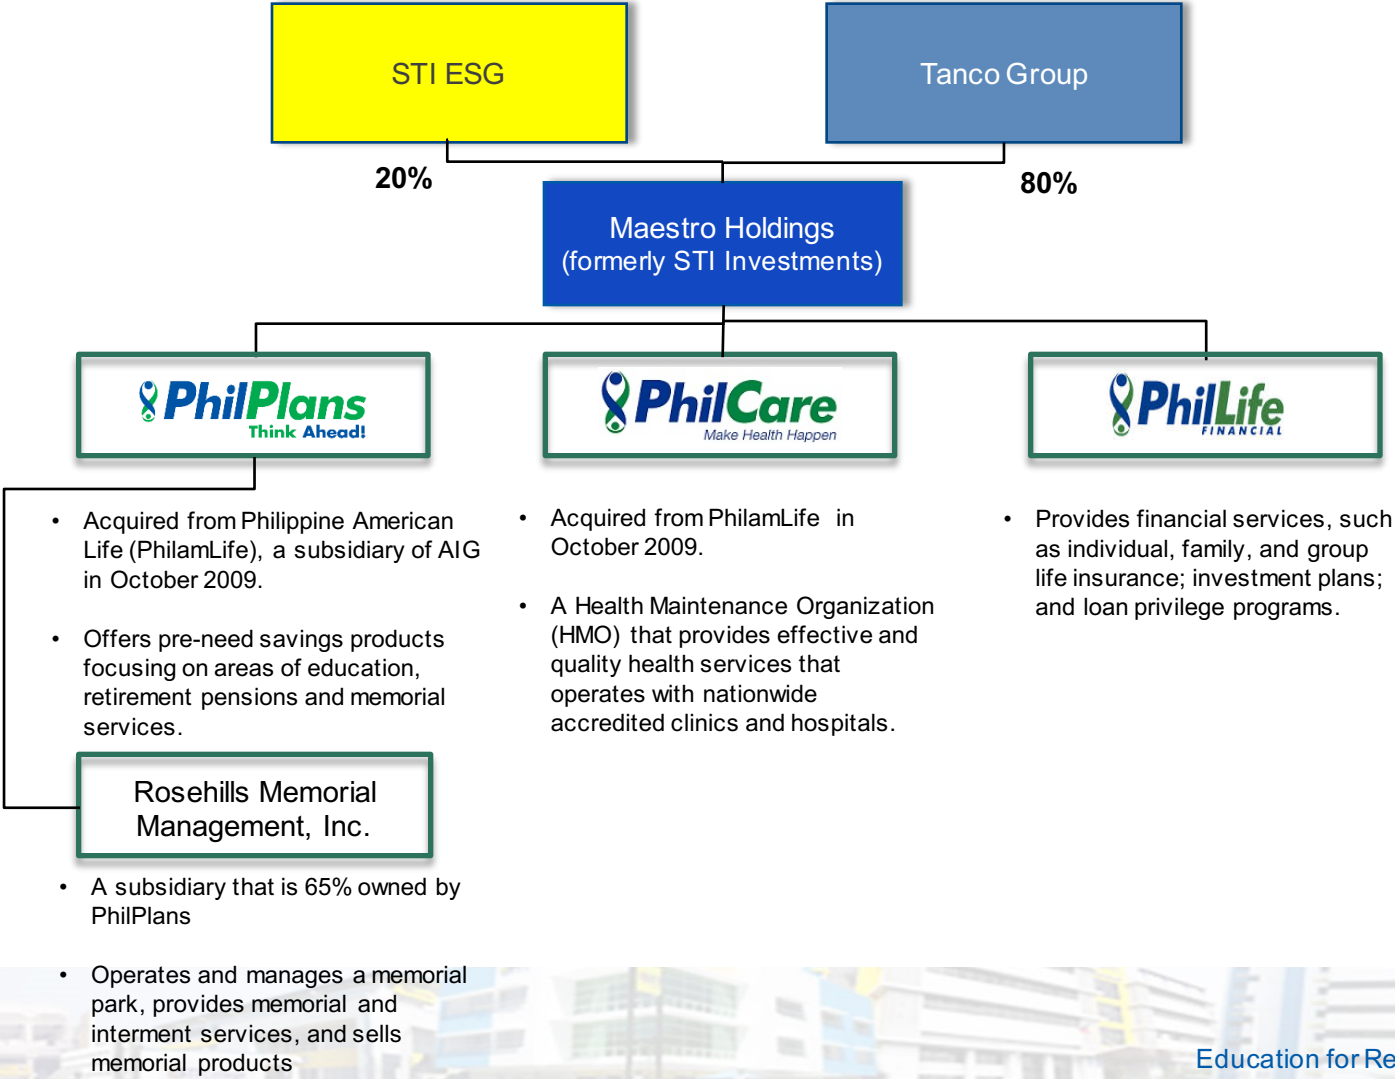 STI ESG
Tanco Group
20%
80%
Maestro Holdings
(formerly STI Investments)
PhilPlans
Think Ahead!
PhilCare
Make Health Happen
PhilLife
FINANCIAL
• Acquired from Philippine American
Life (PhilamLife), a subsidiary of AIG
in October 2009.
• Offers pre-need savings products
focusing on areas of education,
retirement pensions and memorial
services.
• Acquired from PhilamLife in
October 2009.
• A Health Maintenance Organization
(HMO) that provides effective and
quality health services that
operates with nationwide
accredited clinics and hospitals.
• Provides financial services, such
as individual, family, and group
life insurance; investment plans;
and loan privilege programs.
Rosehills Memorial
Management, Inc.
• A subsidiary that is 65% owned by
PhilPlans
• Operates and manages a memorial
park, provides memorial and
interment services, and sells
memorial products
Education for Re